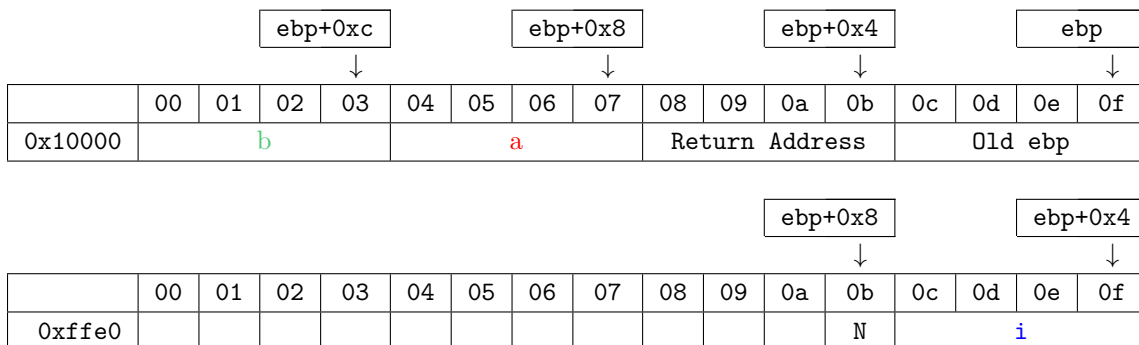 ebp+0xc ebp+0x8 ebp+0x4 ebp
↓ ↓ ↓ ↓
00 01 02 03 04 05 06 07 08 09 0a 0b 0c 0d 0e 0f
0x10000 b a Return Address Old ebp
ebp+0x8 ebp+0x4
↓ ↓
00 01 02 03 04 05 06 07 08 09 0a 0b 0c 0d 0e 0f
0xffe0 N i